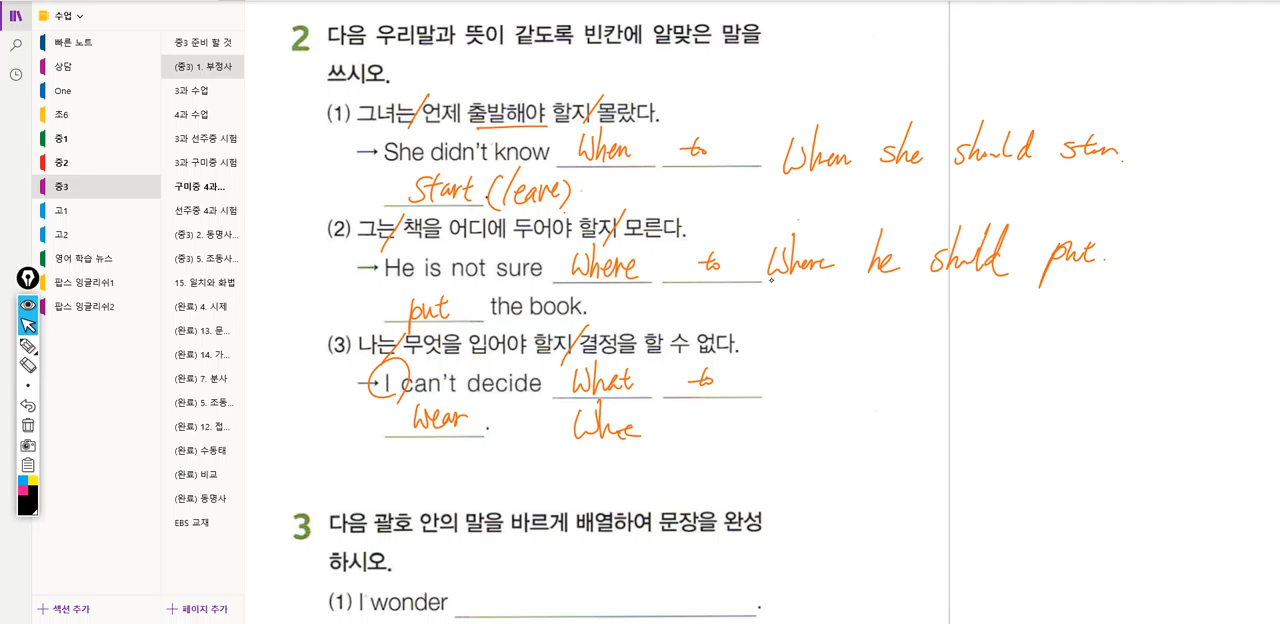 수업
빠른 노트
상담
One
초6
중1
중2
중3
고1
고2
영어 학습 뉴스
팝스 잉글리쉬1
팝스 잉글리쉬2
섹션 추가
중3 준비 할 것
(중3) 1. 부정사
3과 수업
4과 수업
3과 선주중 시험
3과 구미중 시험
구미중 4과...
선주중 4과 시험
(중3) 2. 동명사...
(중3) 5. 조동사...
15. 일치와 화법
(완료) 4. 시제
(완료) 13. 문...
(완료) 14. 가...
(완료) 7. 분사
(완료) 5. 조동...
(완료) 12. 접...
(완료) 수동태
(완료) 비교
(완료) 동명사
EBS 교재
페이지 추가
2 다음 우리말과 뜻이 같도록 빈칸에 알맞은 말을
쓰시오.
(1) 그녀는/언제 출발해야 할지/몰랐다.
→ She didn't know When to When she should
Start (leave).
(2) 그는/책을 어디에 두어야 할지/모른다.
→ He is not sure Where to Where he should put.
put the book.
(3) 나는/무엇을 입어야 할지/결정을 할 수 없다.
→ I can't decide What to
Wear.
3 다음 괄호 안의 말을 바르게 배열하여 문장을 완성
하시오.
(1) I wonder .